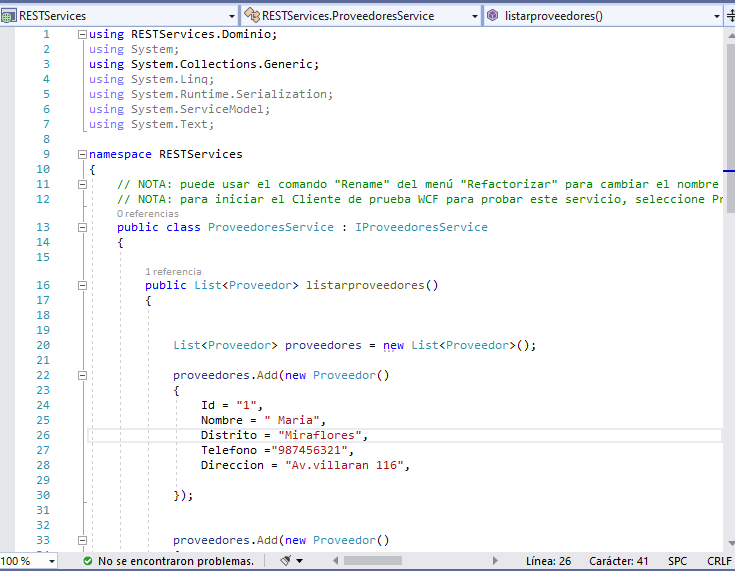 RESTServices RESTServices.ProveedoresService listarproveedores()
1 using RESTServices.Dominio;
2 using System;
3 using System.Collections.Generic;
4 using System.Linq;
5 using System.Runtime.Serialization;
6 using System.ServiceModel;
7 using System.Text;
8
9 namespace RESTServices
10 {
11 // NOTA: puede usar el comando "Rename" del menú "Refactorizar" para cambiar el nombre
12 // NOTA: para iniciar el Cliente de prueba WCF para probar este servicio, seleccione Pr
0 referencias
13 public class ProveedoresService : IProveedoresService
14 {
15
1 referencia
16 public List<Proveedor> listarproveedores()
17 {
18
19
20 List<Proveedor> proveedores = new List<Proveedor>();
21
22 proveedores.Add(new Proveedor()
23 {
24 Id = "1",
25 Nombre = " Maria",
26 Distrito = "Miraflores",
27 Telefono ="987456321",
28 Direccion ="Av.villaran 116",
29
30 });
31
32
33 proveedores.Add(new Proveedor()
100 % No se encontraron problemas. Línea: 26 Carácter: 41 SPC CRLF